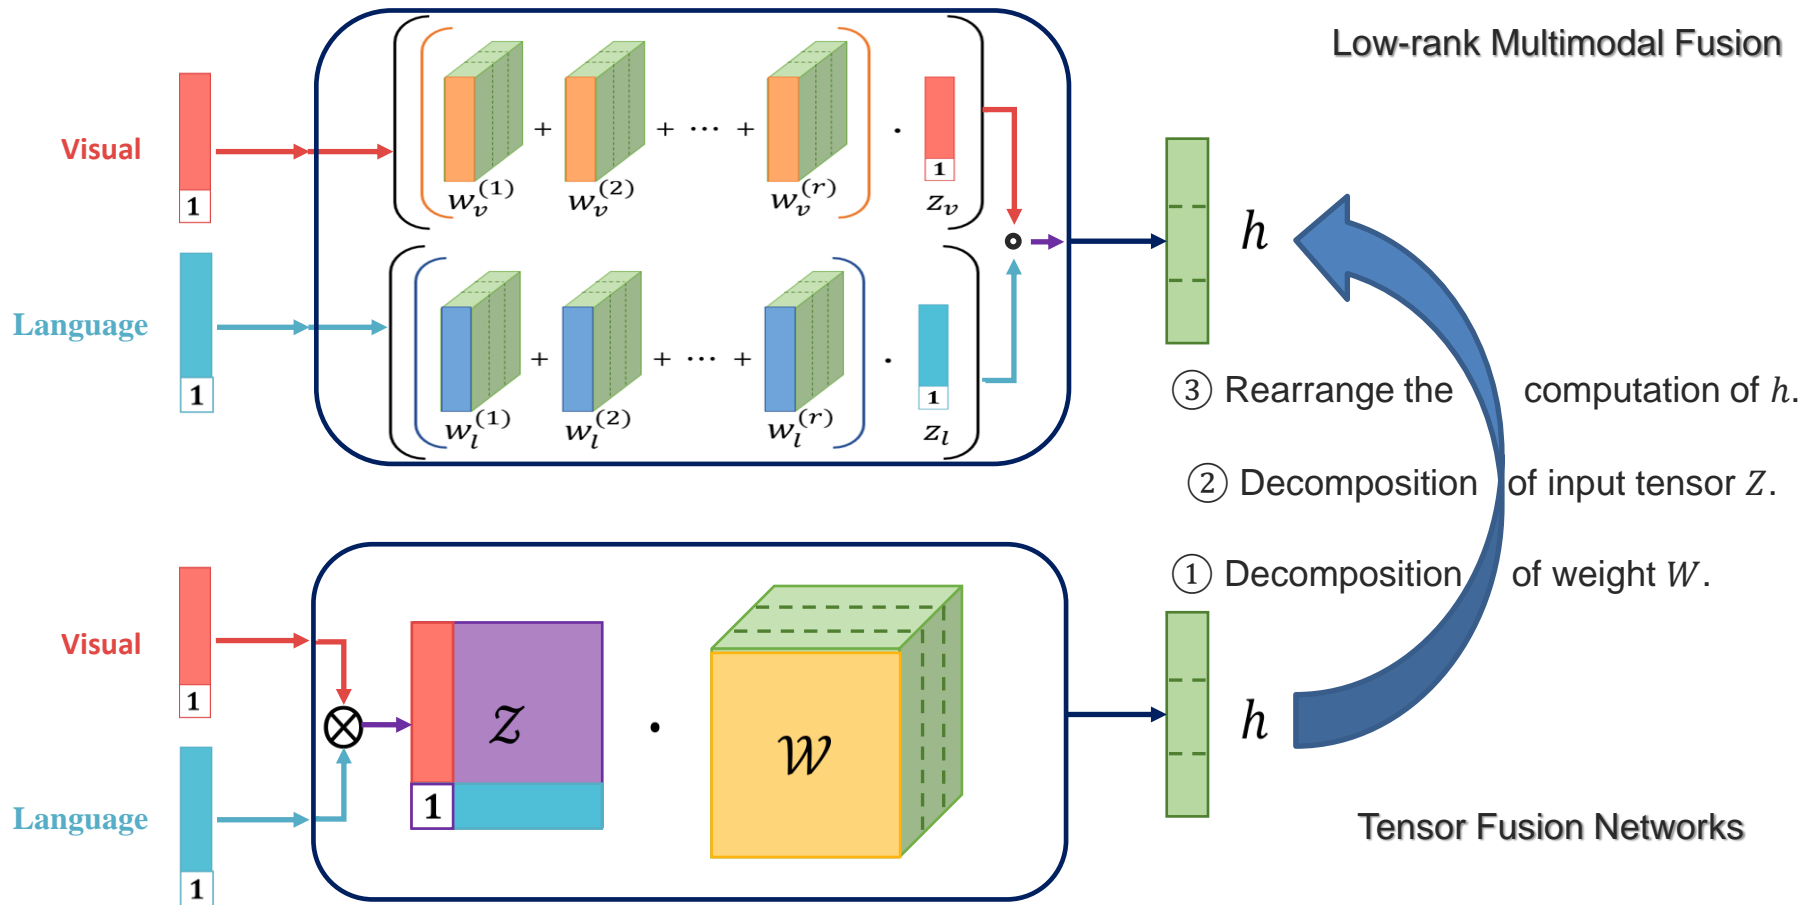 Low-rank Multimodal Fusion
Visual
1
w_v^(1) + w_v^(2) + ⋯ + w_v^(r) · 1 z_v
Language
1
w_l^(1) + w_l^(2) + ⋯ + w_l^(r) · 1 z_l
h
③ Rearrange the computation of h.
② Decomposition of input tensor Z.
① Decomposition of weight W.
Visual
1
Language
1
Z
1
·
W
h
Tensor Fusion Networks